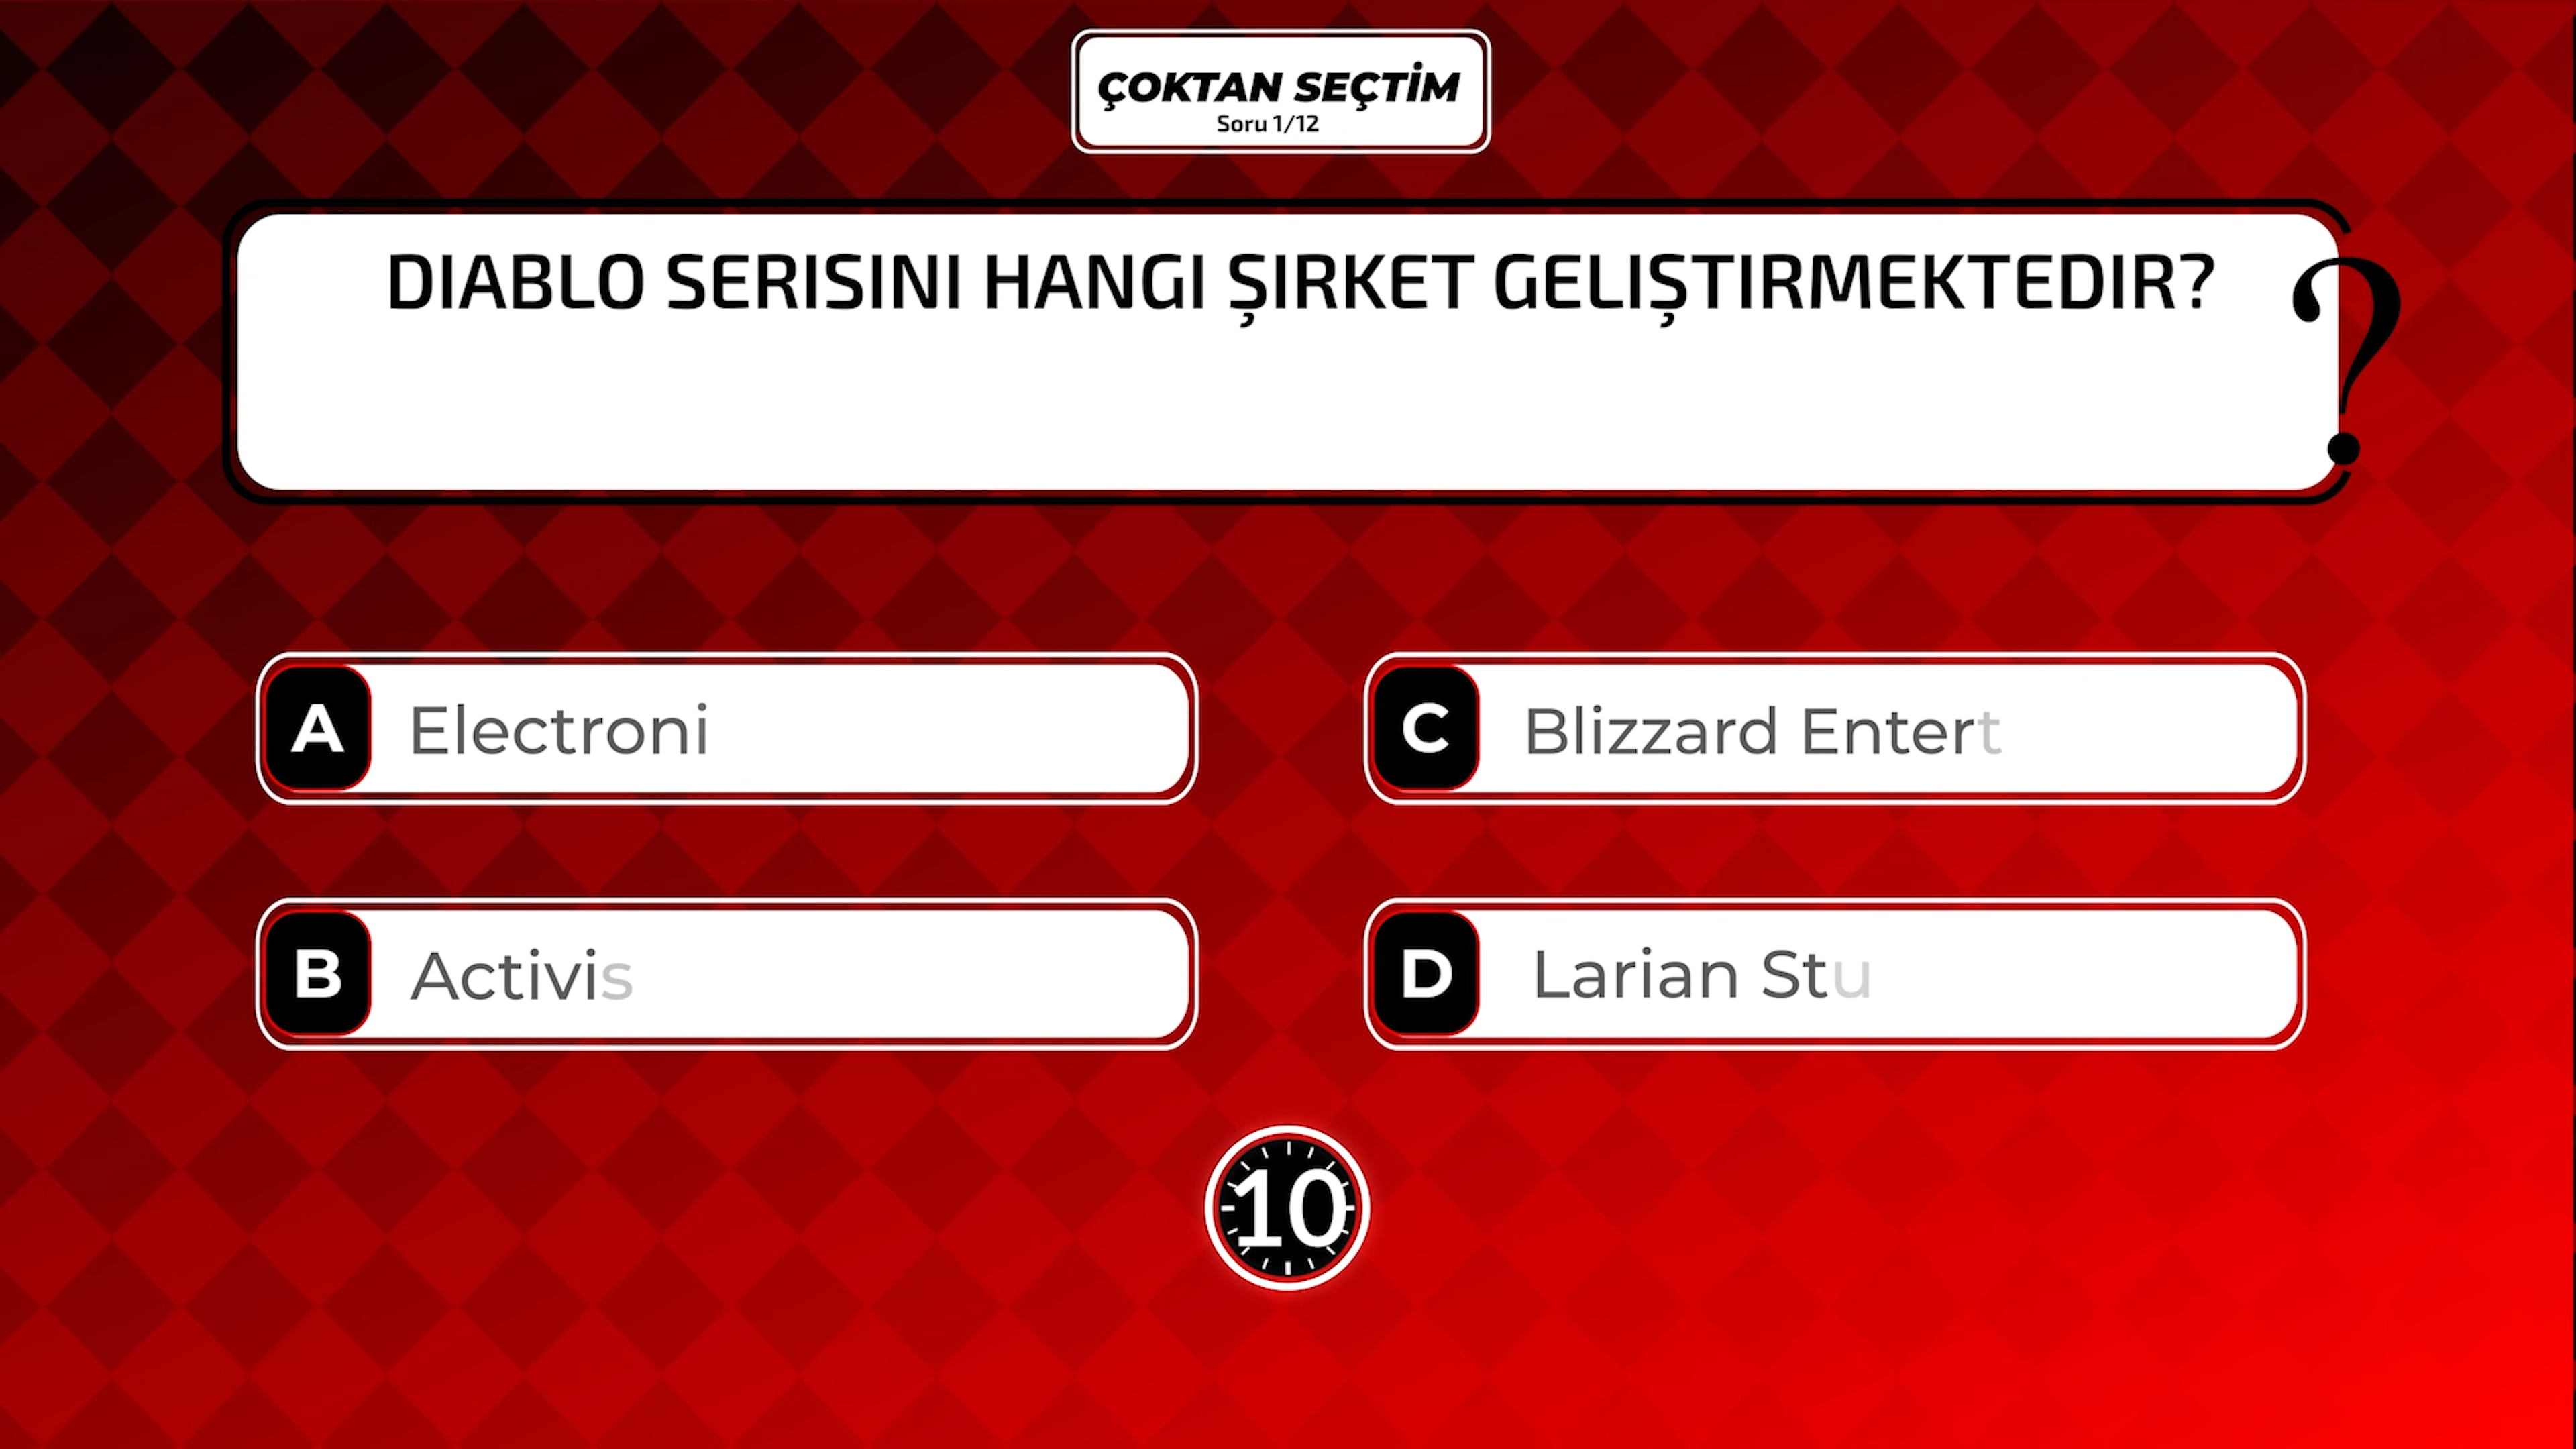 ÇOKTAN SEÇTİM
Soru 1/12
DIABLO SERISINI HANGI ŞIRKET GELIŞTIRMEKTEDIR?
?
A Electroni
B Activis
C Blizzard Entert
D Larian Stu
10